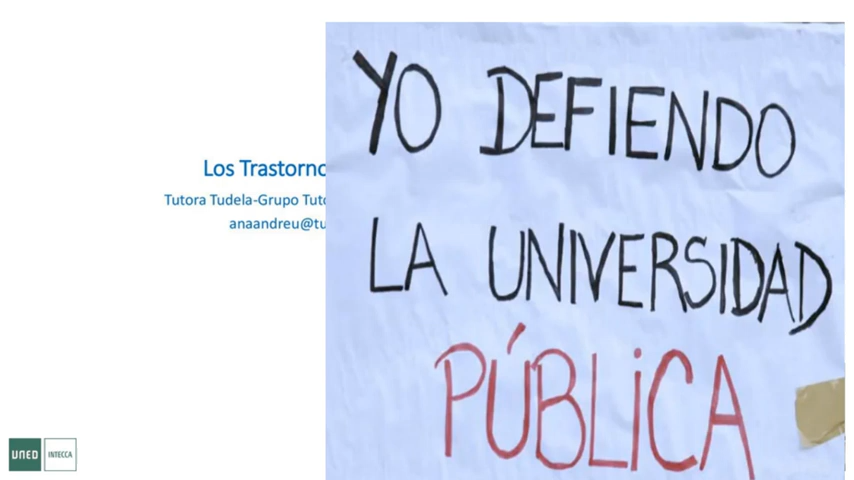 Los Trastorno
Tutora Tudela-Grupo Tuto
anaandreu@tu
YO DEFIENDO
LA UNIVERSIDAD
PÚBLICA
UNED
INTECCA